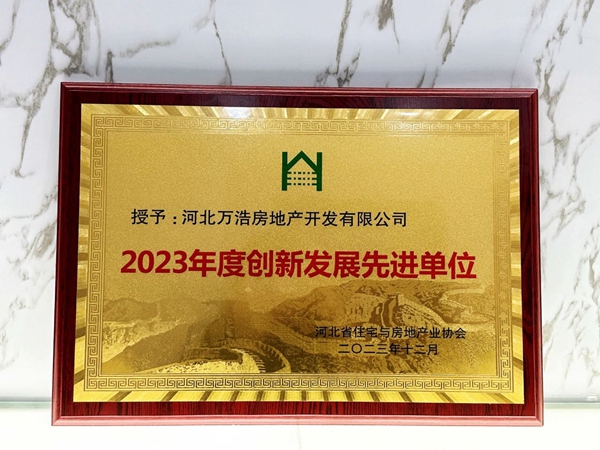 授予：河北万浩房地产开发有限公司
2023年度创新发展先进单位
河北省住宅与房地产业协会
二〇二三年十二月